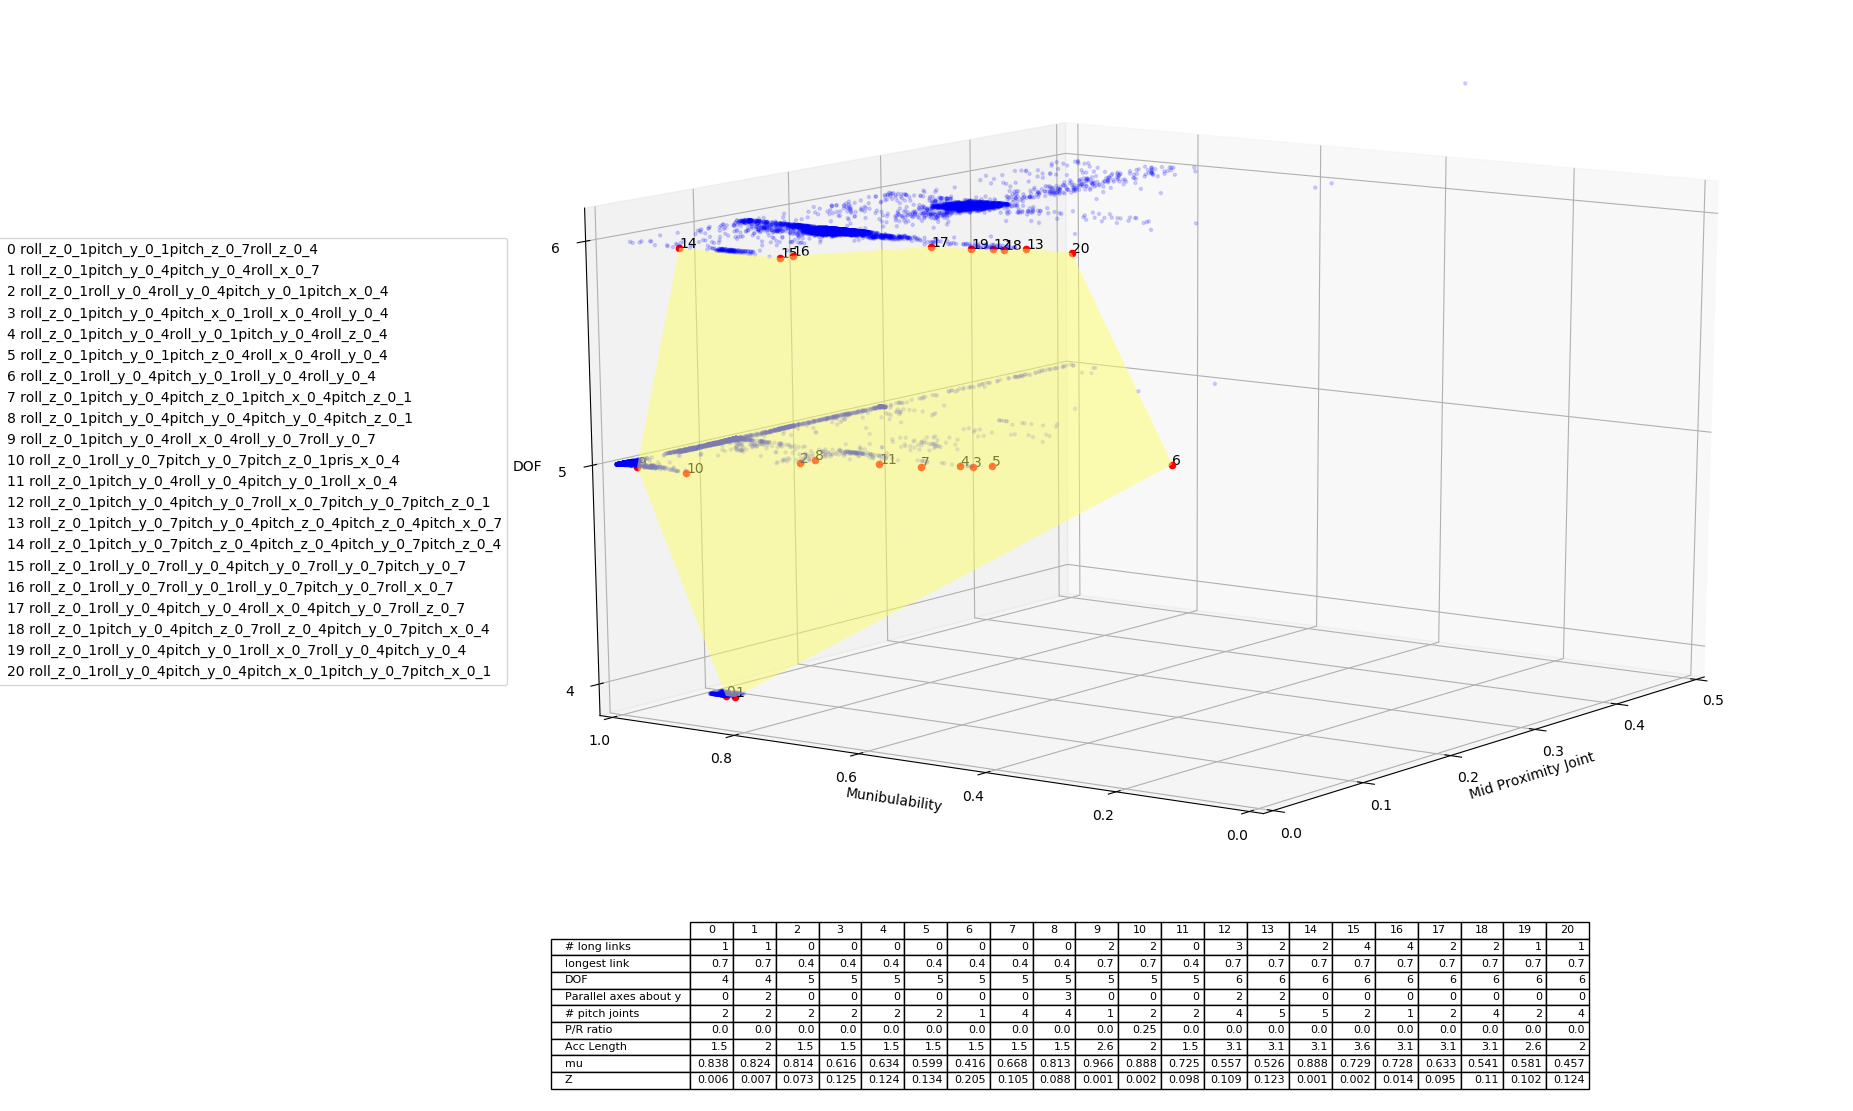 0 roll_z_0_1pitch_y_0_1pitch_z_0_7roll_z_0_4
1 roll_z_0_1pitch_y_0_4pitch_y_0_4roll_x_0_7
2 roll_z_0_1roll_y_0_4roll_y_0_4pitch_y_0_1pitch_x_0_4
3 roll_z_0_1pitch_y_0_4pitch_x_0_1roll_x_0_4roll_y_0_4
4 roll_z_0_1pitch_y_0_4roll_y_0_1pitch_y_0_4roll_z_0_4
5 roll_z_0_1pitch_y_0_1pitch_z_0_4roll_x_0_4roll_y_0_4
6 roll_z_0_1roll_y_0_4pitch_y_0_1roll_y_0_4roll_y_0_4
7 roll_z_0_1pitch_y_0_4pitch_z_0_1pitch_x_0_4pitch_z_0_1
8 roll_z_0_1pitch_y_0_4pitch_y_0_4pitch_y_0_4pitch_z_0_1
9 roll_z_0_1pitch_y_0_4roll_x_0_4roll_y_0_7roll_y_0_7
10 roll_z_0_1roll_y_0_7pitch_y_0_7pitch_z_0_1pris_x_0_4
11 roll_z_0_1pitch_y_0_4roll_y_0_4pitch_y_0_1roll_x_0_4
12 roll_z_0_1pitch_y_0_4pitch_y_0_7roll_x_0_7pitch_y_0_7pitch_z_0_1
13 roll_z_0_1pitch_y_0_7pitch_y_0_4pitch_z_0_4pitch_z_0_4pitch_x_0_7
14 roll_z_0_1pitch_y_0_7pitch_z_0_4pitch_z_0_4pitch_y_0_7pitch_z_0_4
15 roll_z_0_1roll_y_0_7roll_y_0_4pitch_y_0_7roll_y_0_7pitch_y_0_7
16 roll_z_0_1roll_y_0_7roll_y_0_1roll_y_0_7pitch_y_0_7roll_x_0_7
17 roll_z_0_1roll_y_0_4pitch_y_0_4roll_x_0_4pitch_y_0_7roll_z_0_7
18 roll_z_0_1pitch_y_0_4pitch_z_0_7roll_z_0_4pitch_y_0_7pitch_x_0_4
19 roll_z_0_1roll_y_0_4pitch_y_0_1roll_x_0_7roll_y_0_4pitch_y_0_4
20 roll_z_0_1roll_y_0_4pitch_y_0_4pitch_x_0_1pitch_y_0_7pitch_x_0_1
DOF
6
5
4
14
15
16
17
19
12
18
13
20
10
2
8
11
7
4
3
5
6
0
1
1.0
0.8
0.6
0.4
0.2
0.0
Munibulability
0.0
0.1
0.2
0.3
0.4
0.5
Mid Proximity Joint
0 1 2 3 4 5 6 7 8 9 10 11 12 13 14 15 16 17 18 19 20
# long links 1 1 0 0 0 0 0 0 0 2 2 0 3 2 2 4 4 2 2 1 1
longest link 0.7 0.7 0.4 0.4 0.4 0.4 0.4 0.4 0.4 0.7 0.7 0.4 0.7 0.7 0.7 0.7 0.7 0.7 0.7 0.7 0.7
DOF 4 4 5 5 5 5 5 5 5 5 5 5 6 6 6 6 6 6 6 6 6
Parallel axes about y 0 2 0 0 0 0 0 0 3 0 0 0 2 2 0 0 0 0 0 0 0
# pitch joints 2 2 2 2 2 2 1 4 4 1 2 2 4 5 5 2 1 2 4 2 4
P/R ratio 0.0 0.0 0.0 0.0 0.0 0.0 0.0 0.0 0.0 0.0 0.25 0.0 0.0 0.0 0.0 0.0 0.0 0.0 0.0 0.0 0.0
Acc Length 1.5 2 1.5 1.5 1.5 1.5 1.5 1.5 1.5 2.6 2 1.5 3.1 3.1 3.1 3.6 3.1 3.1 3.1 2.6 2
mu 0.838 0.824 0.814 0.616 0.634 0.599 0.416 0.668 0.813 0.966 0.888 0.725 0.557 0.526 0.888 0.729 0.728 0.633 0.541 0.581 0.457
Z 0.006 0.007 0.073 0.125 0.124 0.134 0.205 0.105 0.088 0.001 0.002 0.098 0.109 0.123 0.001 0.002 0.014 0.095 0.11 0.102 0.124